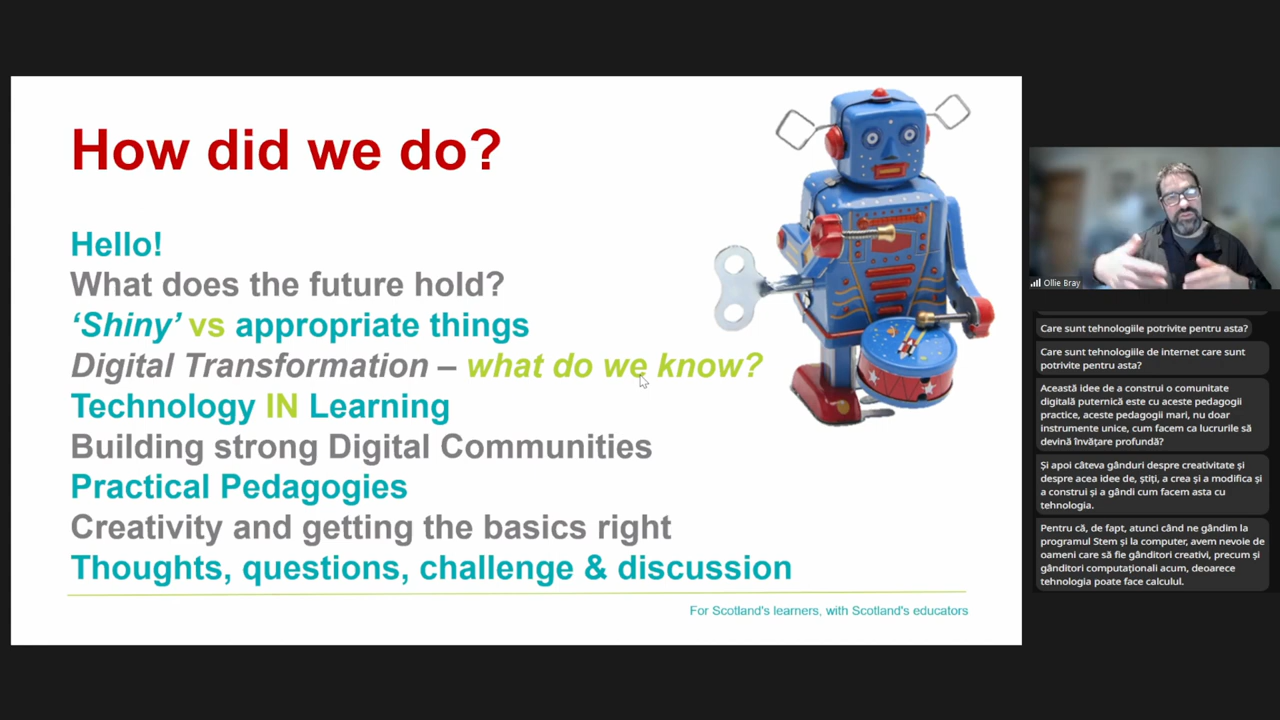 How did we do?
Hello!
What does the future hold?
‘Shiny’ vs appropriate things
Digital Transformation – what do we know?
Technology IN Learning
Building strong Digital Communities
Practical Pedagogies
Creativity and getting the basics right
Thoughts, questions, challenge & discussion
For Scotland's learners, with Scotland's educators
Ollie Bray
Care sunt tehnologiile potrivite pentru asta?
Care sunt tehnologiile de internet care sunt
potrivite pentru asta?
Această idee de a construi o comunitate
digitală puternică este cu aceste pedagogii
practice, aceste pedagogii mari, nu doar
instrumente unice, cum facem ca lucrurile să
devină învățare profundă?
Și apoi câteva gânduri despre creativitate și
despre acea idee de, știți, a crea și a modifica și
a construi și a gândi cum facem asta cu
tehnologia.
Pentru că, de fapt, atunci când ne gândim la
programul Stem și la computer, avem nevoie de
oameni care să fie gânditori creativi, precum și
gânditori computaționali acum, deoarece
tehnologia poate face calculul.